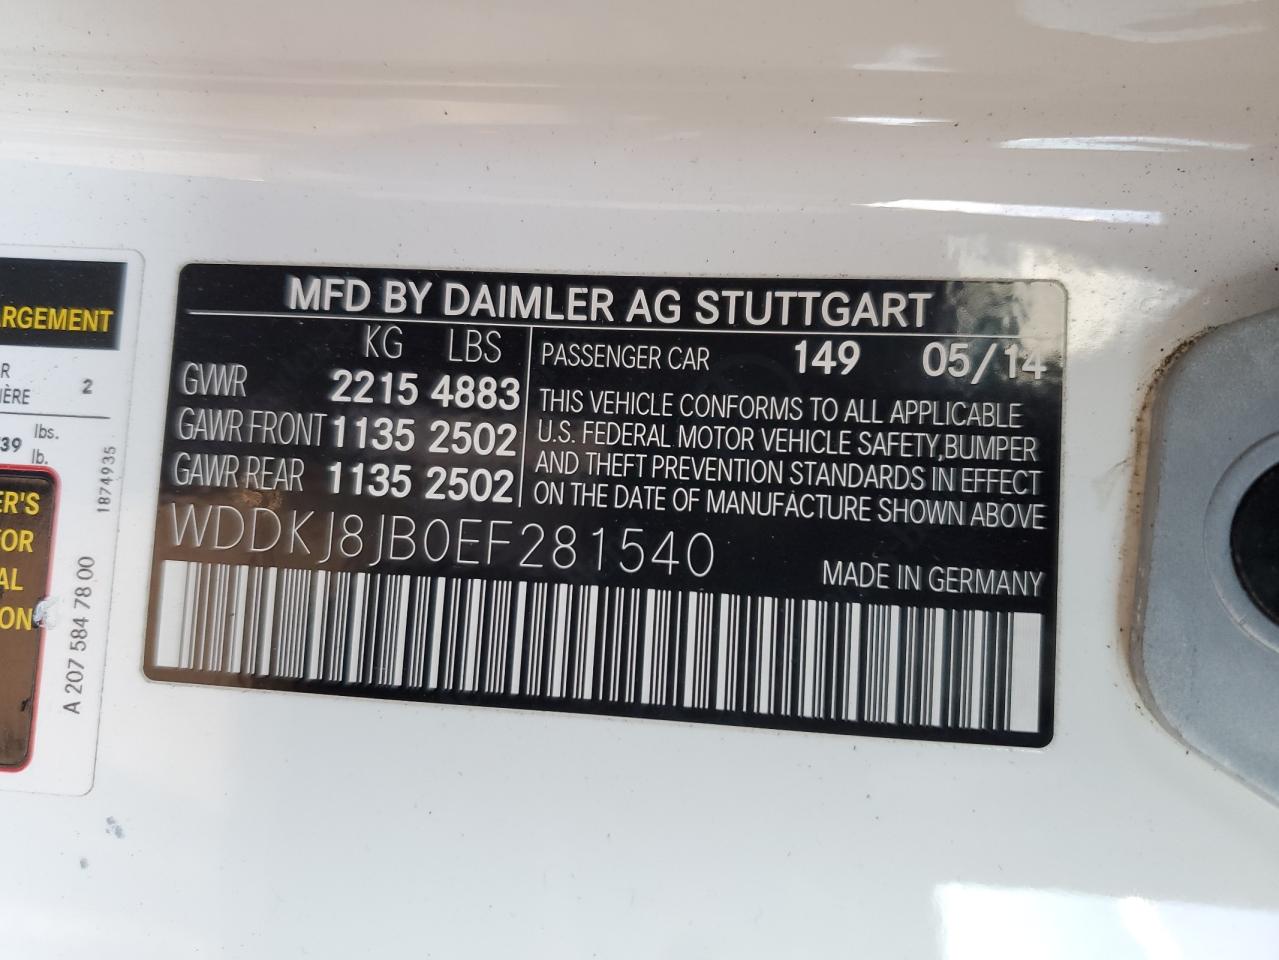 MFD BY DAIMLER AG STUTTGART
KG LBS
GVWR 2215 4883
GAWR FRONT 1135 2502
GAWR REAR 1135 2502
PASSENGER CAR 149 05/14
THIS VEHICLE CONFORMS TO ALL APPLICABLE
U.S. FEDERAL MOTOR VEHICLE SAFETY,BUMPER
AND THEFT PREVENTION STANDARDS IN EFFECT
ON THE DATE OF MANUFACTURE SHOWN ABOVE
WDDKJ8JB0EF281540
MADE IN GERMANY
ARGEMENT
R
IÈRE 2
39 lbs.
lb.
ER'S
TOR
AL
ON
1874935
A 207 584 78 00